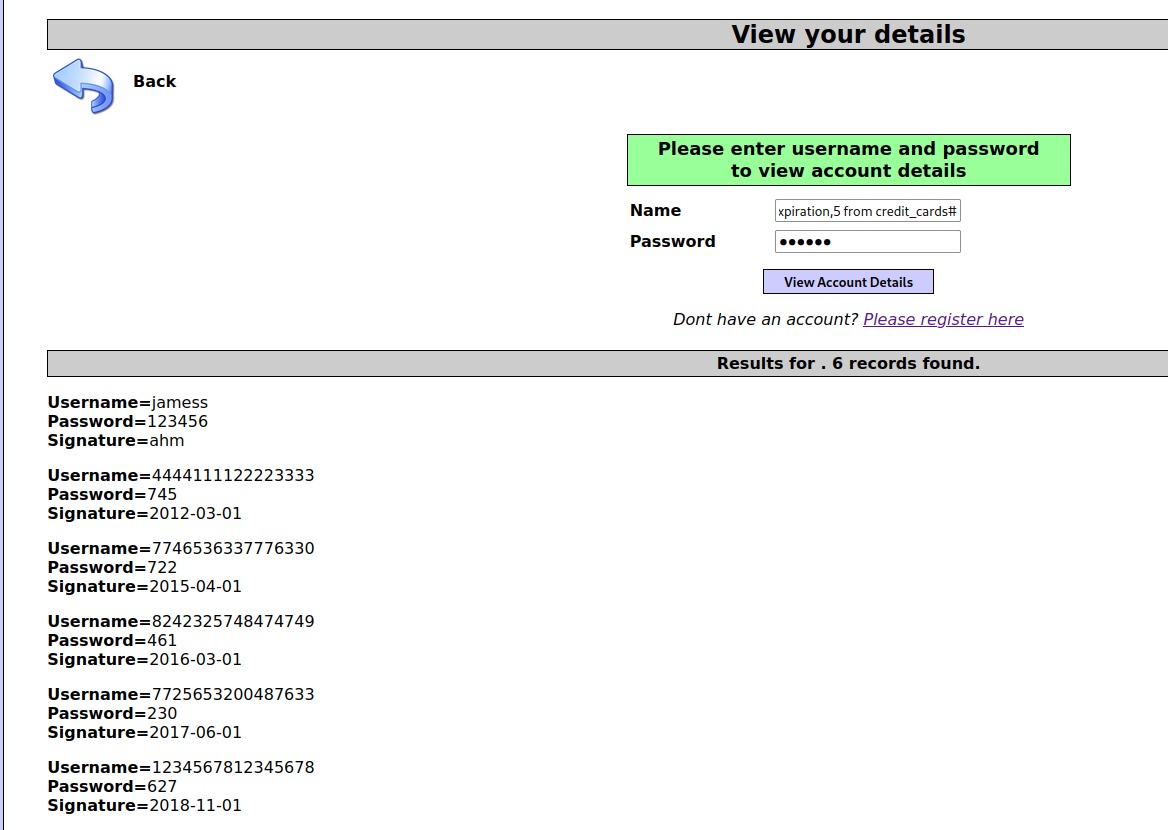 View your details
Back
Please enter username and password
to view account details
Name xpiration,5 from credit_cards#
Password ●●●●●●
View Account Details
Dont have an account? Please register here
Results for . 6 records found.
Username=jamess
Password=123456
Signature=ahm
Username=4444111122223333
Password=745
Signature=2012-03-01
Username=7746536337776330
Password=722
Signature=2015-04-01
Username=8242325748474749
Password=461
Signature=2016-03-01
Username=7725653200487633
Password=230
Signature=2017-06-01
Username=1234567812345678
Password=627
Signature=2018-11-01